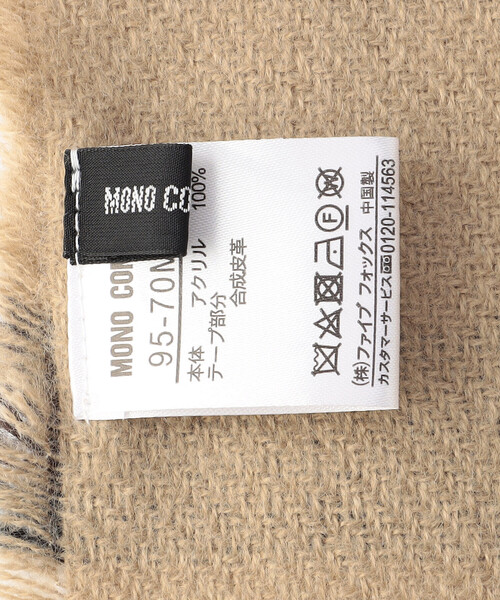 MONO CO
MONO CO
95-70N
本体 アクリル 100%
テープ部分
合成皮革
(株)ファイブ フォックス 中国製
カスタマーサービス 0120-114563